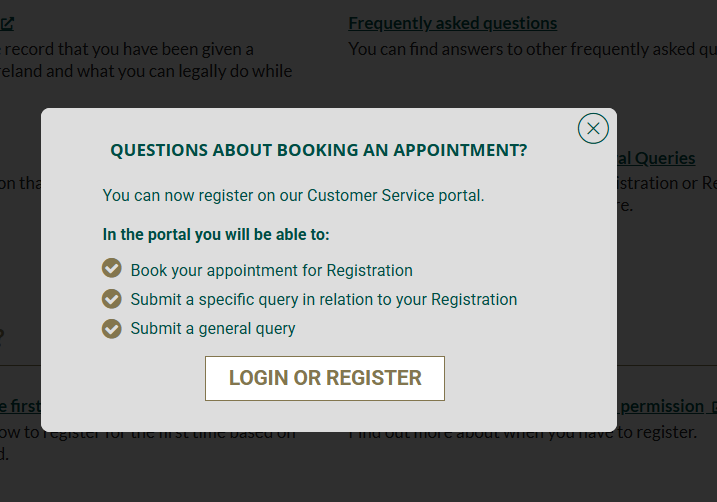 Frequently asked questions
record that you have been given a
You can find answers to other frequently asked qu
reland and what you can legally do while
QUESTIONS ABOUT BOOKING AN APPOINTMENT?
al Queries
You can now register on our Customer Service portal.
on tha
istration or Re
re.
In the portal you will be able to:
Book your appointment for Registration
Submit a specific query in relation to your Registration
Submit a general query
?
LOGIN OR REGISTER
e first
permission
ow to register for the first time based on
Find out more about when you have to register.
d.